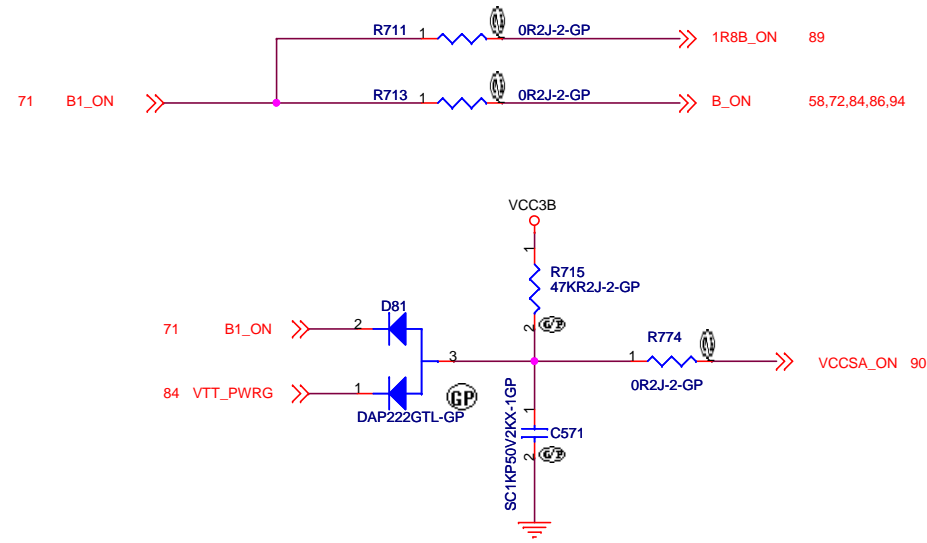 R711 1 0R2J-2-GP 1R8B_ON 89
71 B1_ON R713 1 0R2J-2-GP B_ON 58,72,84,86,94
VCC3B
1
R715
47KR2J-2-GP
2 G/P
D81
71 B1_ON 2
R774
3 1 VCCSA_ON 90
0R2J-2-GP
84 VTT_PWRG 1
GP
DAP222GTL-GP
1
C571
SC1KP50V2KX-1GP
2 G/P